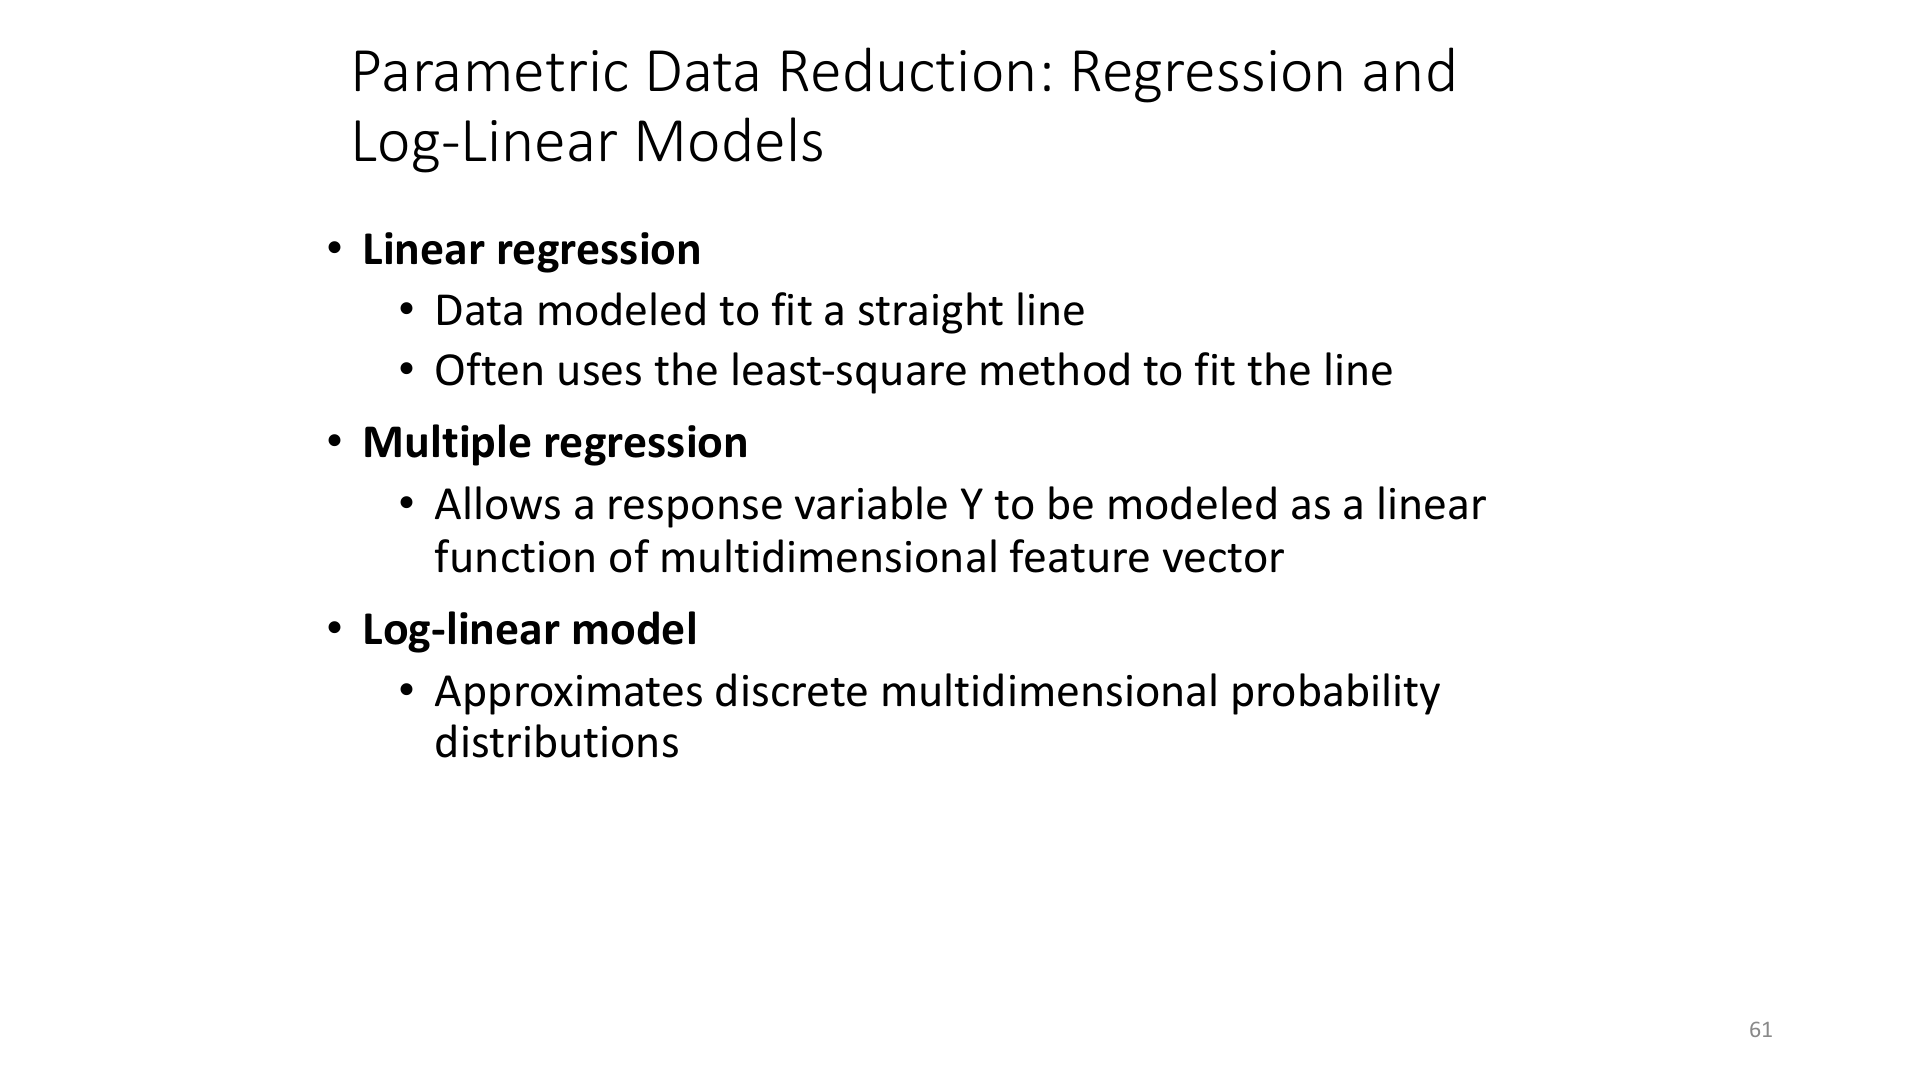 Parametric Data Reduction: Regression and
Log-Linear Models
• Linear regression
• Data modeled to fit a straight line
• Often uses the least-square method to fit the line
• Multiple regression
• Allows a response variable Y to be modeled as a linear
function of multidimensional feature vector
• Log-linear model
• Approximates discrete multidimensional probability
distributions
61